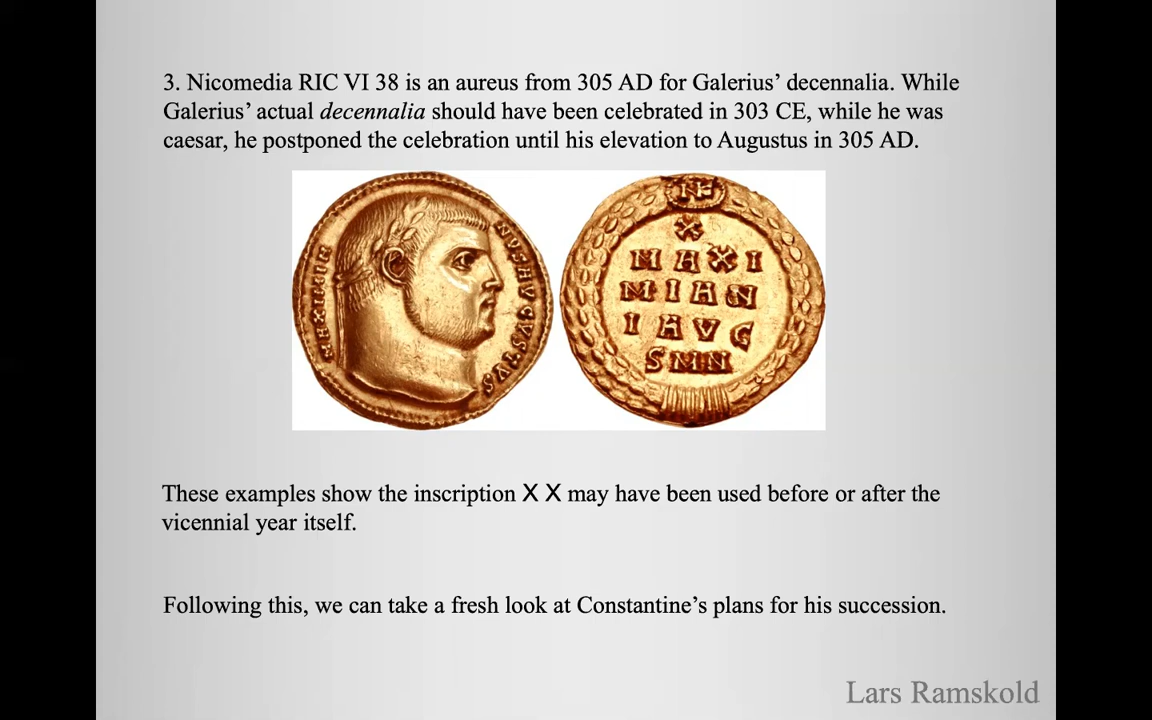 3. Nicomedia RIC VI 38 is an aureus from 305 AD for Galerius’ decennalia. While
Galerius’ actual decennalia should have been celebrated in 303 CE, while he was
caesar, he postponed the celebration until his elevation to Augustus in 305 AD.
MAXIMIA
NVSAVGVSTVS
X
MAXI
MIAN
I AVG
SMN
These examples show the inscription X X may have been used before or after the
vicennial year itself.
Following this, we can take a fresh look at Constantine’s plans for his succession.
Lars Ramskold